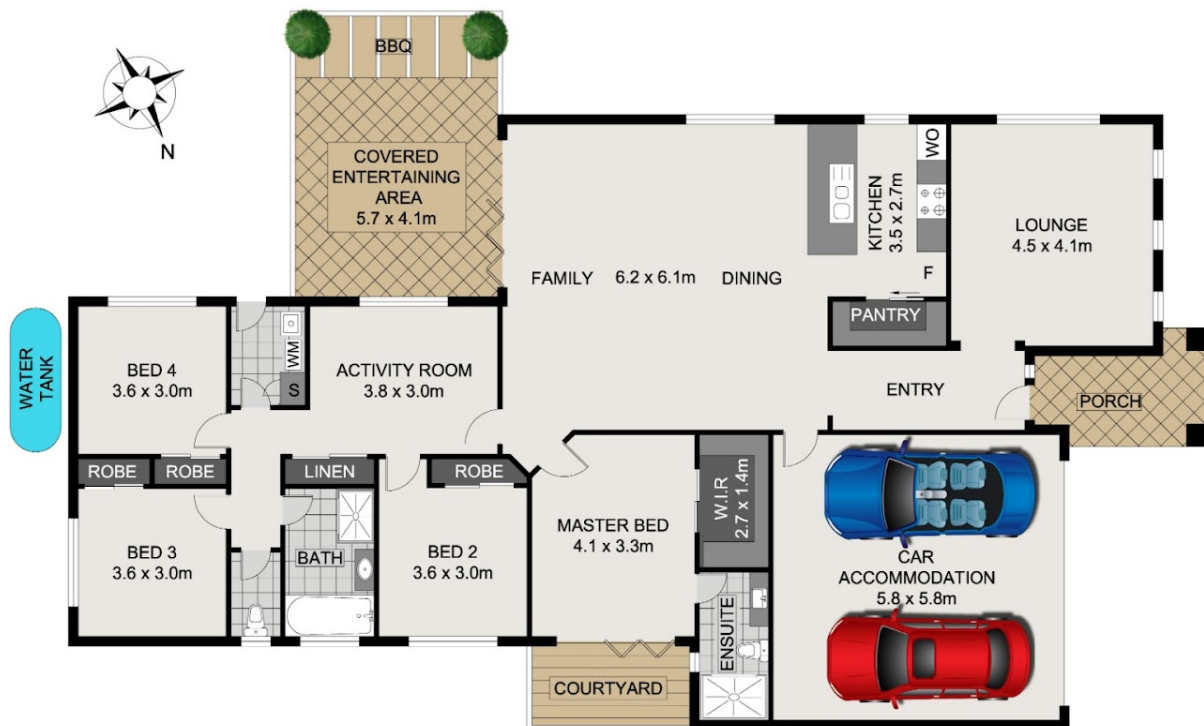 BBQ
N
COVERED
ENTERTAINING
AREA
5.7 x 4.1m
FAMILY 6.2 x 6.1m DINING
KITCHEN
3.5 x 2.7m
WO
F
PANTRY
LOUNGE
4.5 x 4.1m
ENTRY
PORCH
WATER
TANK
BED 4
3.6 x 3.0m
WM
S
ACTIVITY ROOM
3.8 x 3.0m
ROBE
ROBE
LINEN
ROBE
BED 3
3.6 x 3.0m
BATH
BED 2
3.6 x 3.0m
MASTER BED
4.1 x 3.3m
W.I.R
2.7 x 1.4m
ENSUITE
COURTYARD
CAR
ACCOMMODATION
5.8 x 5.8m